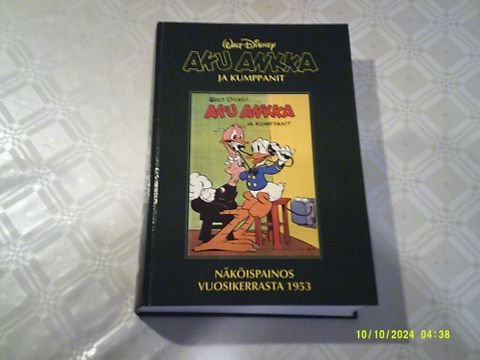 WALT DISNEY
AKU ANKKA
JA KUMPPANIT
WALT DISNEY
AKU ANKKA
JA KUMPPANIT
NÄKÖISPAINOS
VUOSIKERRASTA 1953
10/10/2024 04:38